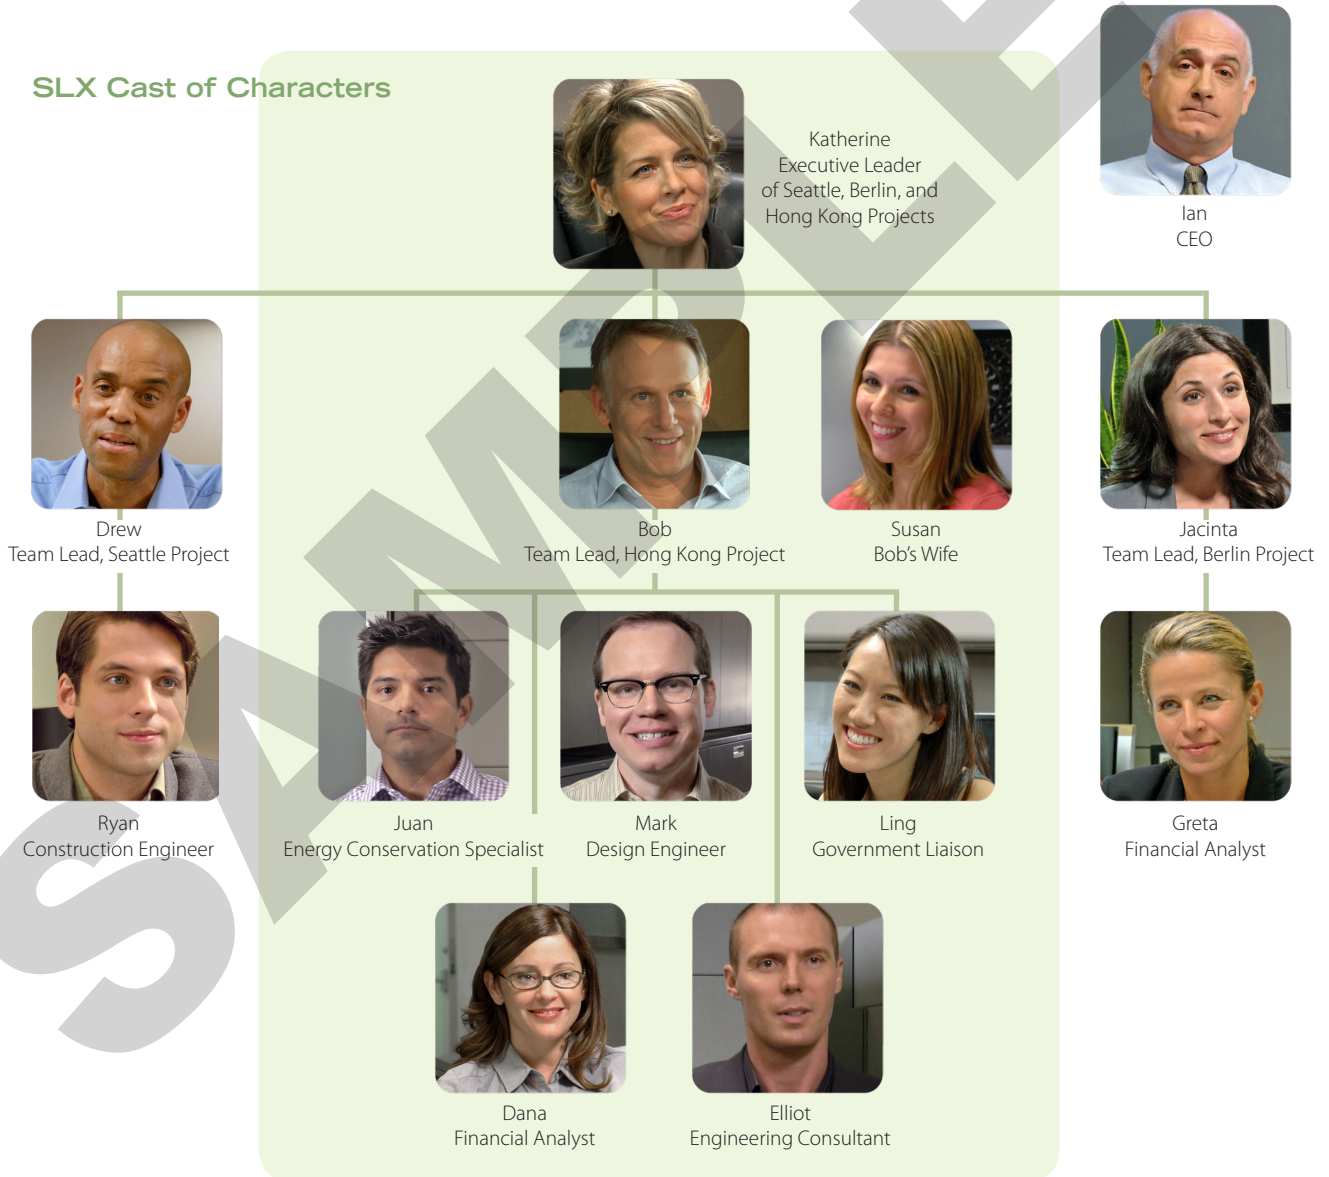 SLX Cast of Characters
Katherine
Executive Leader
of Seattle, Berlin, and
Hong Kong Projects
Ian
CEO
Drew
Team Lead, Seattle Project
Bob
Team Lead, Hong Kong Project
Susan
Bob's Wife
Jacinta
Team Lead, Berlin Project
Ryan
Construction Engineer
Juan
Energy Conservation Specialist
Mark
Design Engineer
Ling
Government Liaison
Greta
Financial Analyst
Dana
Financial Analyst
Elliot
Engineering Consultant
SAMPLE